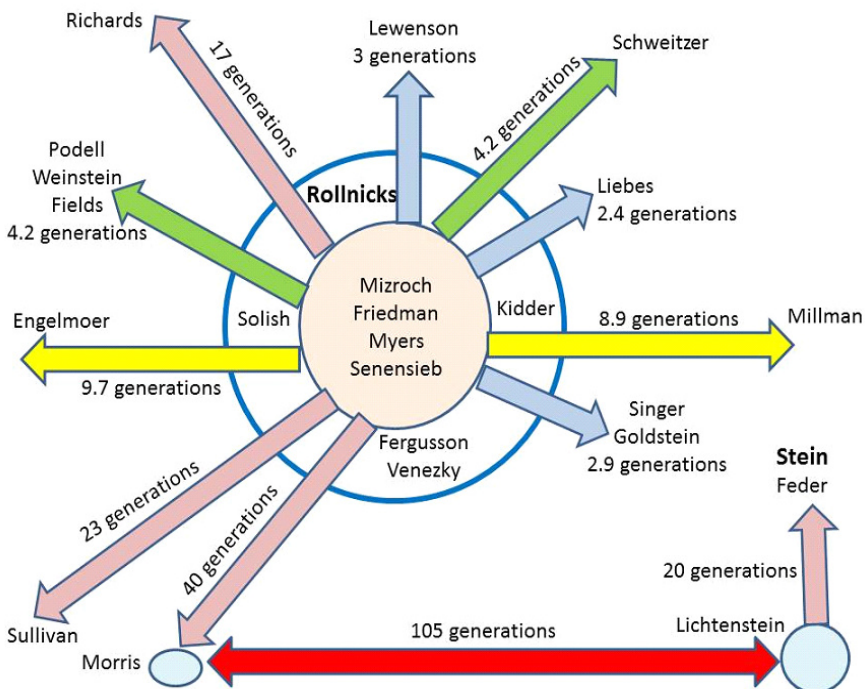 Richards
Lewenson
3 generations
Schweitzer
17 generations
4.2 generations
Podell
Weinstein
Fields
4.2 generations
Rollnicks
Liebes
2.4 generations
Mizroch
Friedman
Myers
Senensieb
Solish
Kidder
Engelmoer
9.7 generations
8.9 generations
Millman
Singer
Goldstein
2.9 generations
Fergusson
Venezky
Stein
Feder
23 generations
40 generations
20 generations
Sullivan
Morris
105 generations
Lichtenstein